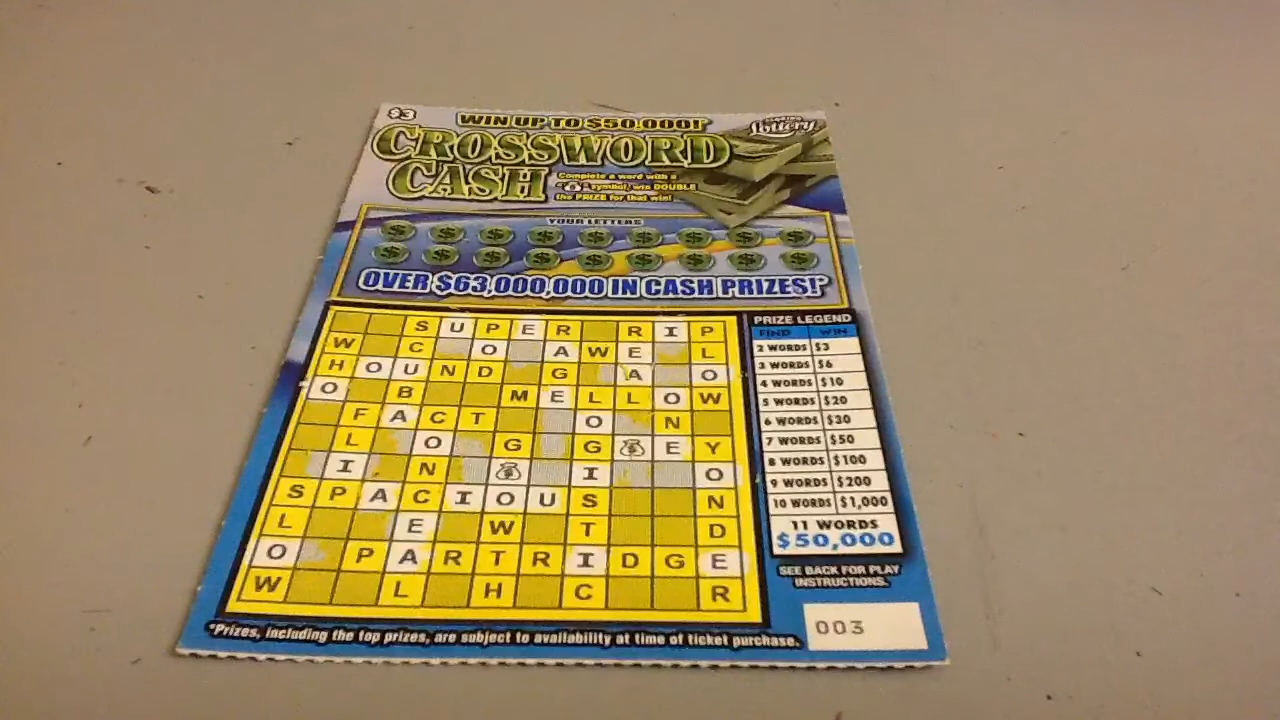 $3
WIN UP TO $50,000!*
Lottery
CROSSWORD
CASH
Complete a word with a
" " symbol, win DOUBLE
the PRIZE for that win!
YOUR LETTERS
OVER $63,000,000 IN CASH PRIZES!*
S U P E R R I P
W C O A W E L
H O U N D G A O
O B M E L L O W
F A C T O N
L O G G E Y
I N I O
S P A C I O U S N
L E W T D
O P A R T R I D G E
W L H C R
PRIZE LEGEND
FIND WIN
2 WORDS $3
3 WORDS $6
4 WORDS $10
5 WORDS $20
6 WORDS $30
7 WORDS $50
8 WORDS $100
9 WORDS $200
10 WORDS $1,000
11 WORDS
$50,000
SEE BACK FOR PLAY
INSTRUCTIONS.
003
*Prizes, including the top prizes, are subject to availability at time of ticket purchase.